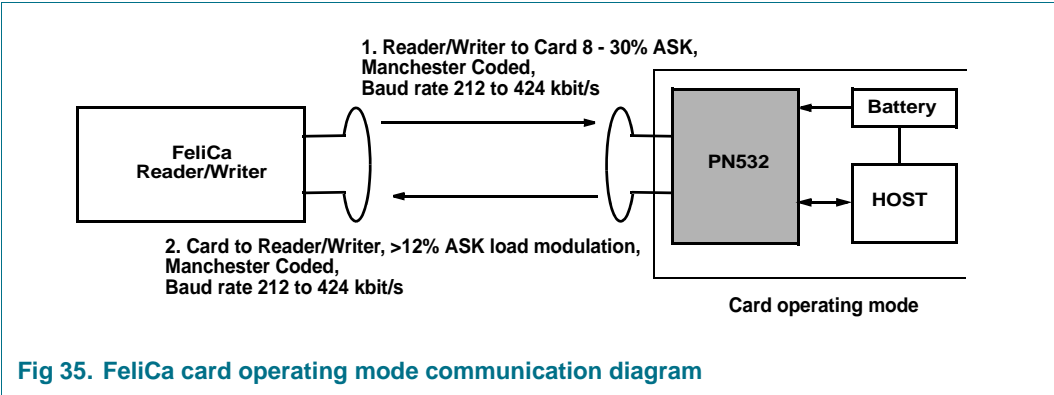 1. Reader/Writer to Card 8 - 30% ASK,
Manchester Coded,
Baud rate 212 to 424 kbit/s
FeliCa
Reader/Writer
PN532
Battery
HOST
2. Card to Reader/Writer, >12% ASK load modulation,
Manchester Coded,
Baud rate 212 to 424 kbit/s
Card operating mode
Fig 35. FeliCa card operating mode communication diagram